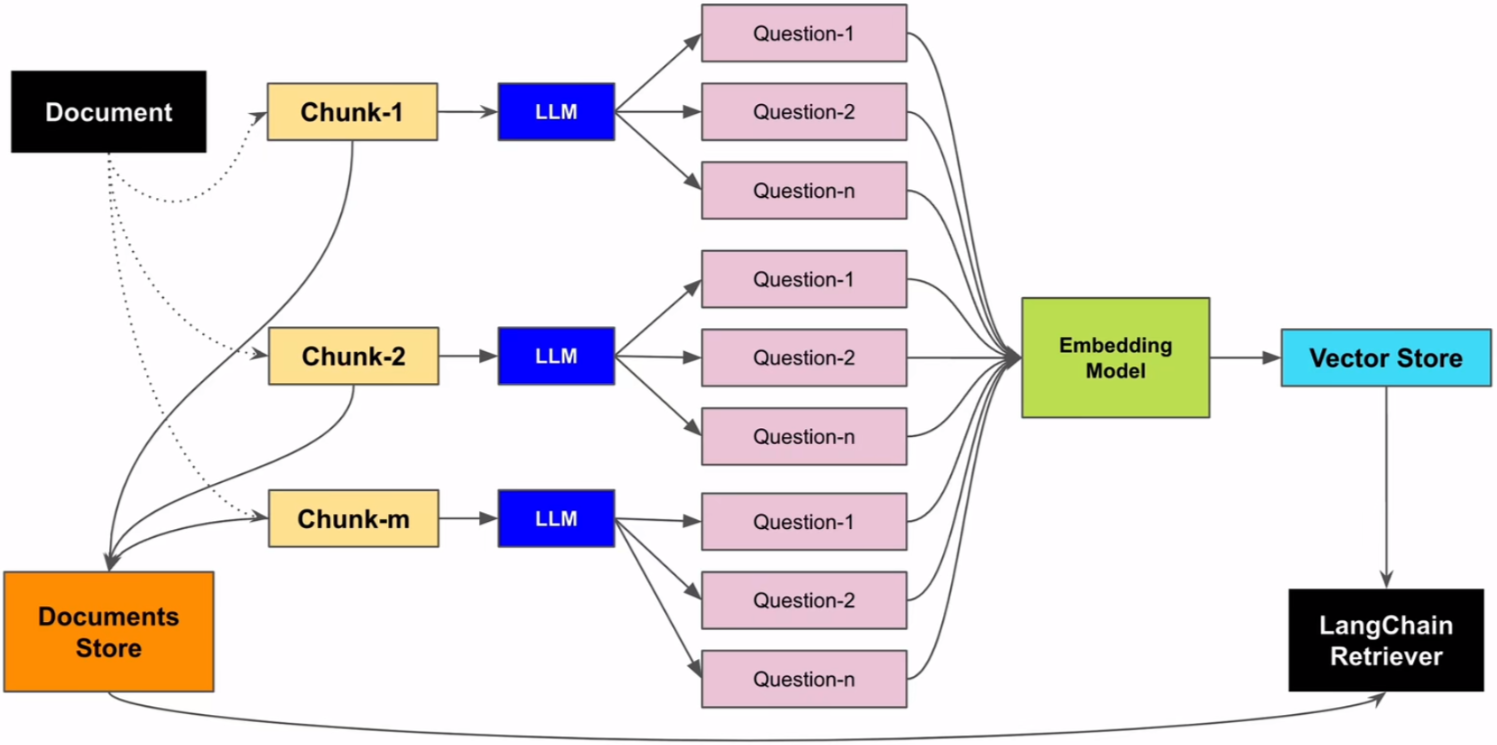 Document
Chunk-1
LLM
Question-1
Question-2
Question-n
Chunk-2
LLM
Question-1
Question-2
Question-n
Chunk-m
LLM
Question-1
Question-2
Question-n
Documents
Store
Embedding
Model
Vector Store
LangChain
Retriever